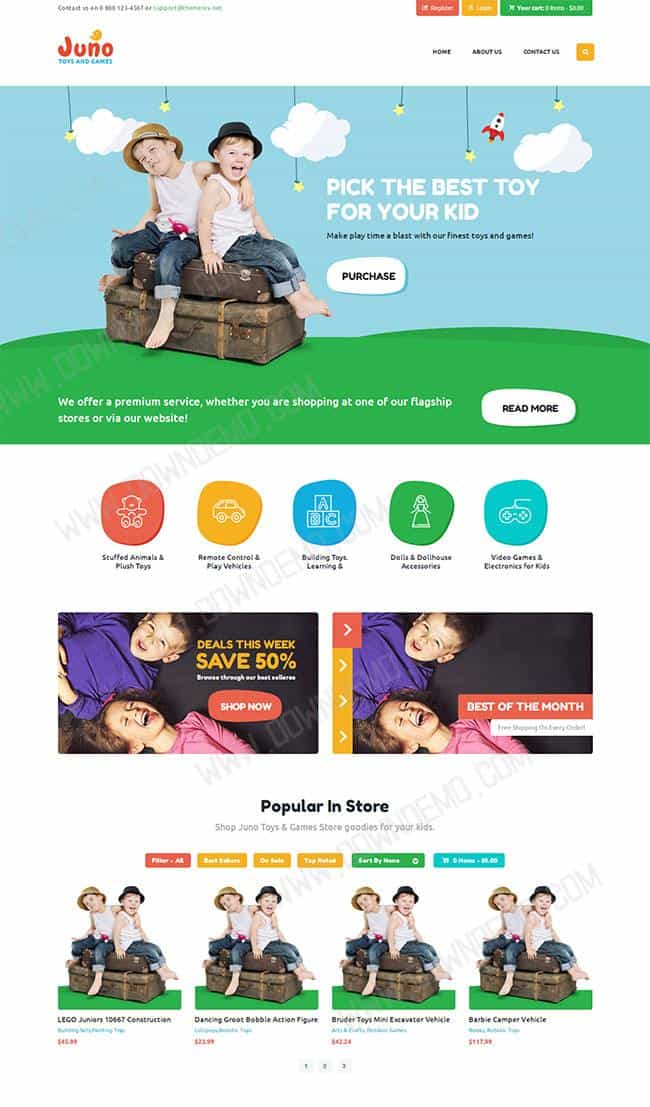 Contact us on 0 800 123-4567 or support@themerex.net
Register
Login
Your cart: 0 items - $0.00
Juno
TOYS AND GAMES
HOME
ABOUT US
CONTACT US
PICK THE BEST TOY
FOR YOUR KID
Make play time a blast with our finest toys and games!
PURCHASE
We offer a premium service, whether you are shopping at one of our flagship
stores or via our website!
READ MORE
A
B C
Stuffed Animals &
Plush Toys
Remote Control &
Play Vehicles
Building Toys,
Learning &
Dolls & Dollhouse
Accessories
Video Games &
Electronics for Kids
DEALS THIS WEEK
SAVE 50%
Browse through our best selleres
SHOP NOW
BEST OF THE MONTH
Free Shipping On Every Order!
Popular In Store
Shop Juno Toys & Games Store goodies for your kids.
Filter - All
Best Sellers
On Sale
Top Rated
Sort By None
0 Items - $0.00
LEGO Juniors 10667 Construction
Building Sets, Painting Toys
$45.99
Dancing Groot Bobble Action Figure
Lollipops, Robotic Toys
$23.99
Bruder Toys Mini Excavator Vehicle
Arts & Crafts, Outdoor Games
$42.24
Barbie Camper Vehicle
Books, Robotic Toys
$117.99
1 2 3
WWW.DOWNDEMO.COM
WWW.DOWNDEMO.COM
WWW.DOWNDEMO.COM